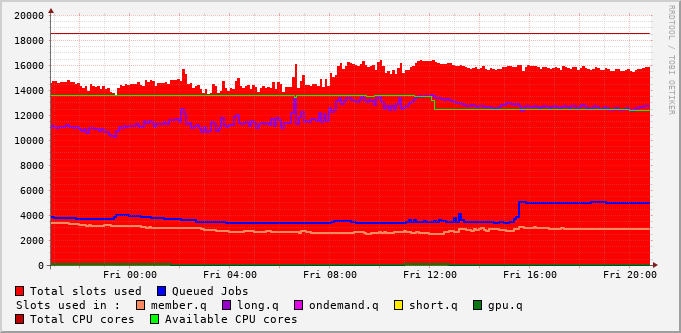 20000
18000
16000
14000
12000
10000
8000
6000
4000
2000
0
Fri 00:00 Fri 04:00 Fri 08:00 Fri 12:00 Fri 16:00 Fri 20:00
Total slots used Queued Jobs
Slots used in : member.q long.q ondemand.q short.q gpu.q
Total CPU cores Available CPU cores
RRDTOOL / TOBI OETIKER